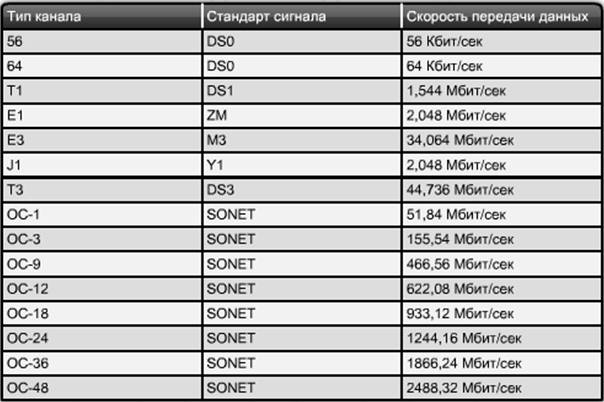 Тип канала Стандарт сигнала Скорость передачи данных
56 DS0 56 Кбит/сек
64 DS0 64 Кбит/сек
T1 DS1 1,544 Мбит/сек
E1 ZM 2,048 Мбит/сек
E3 M3 34,064 Мбит/сек
J1 Y1 2,048 Мбит/сек
T3 DS3 44,736 Мбит/сек
OC-1 SONET 51,84 Мбит/сек
OC-3 SONET 155,54 Мбит/сек
OC-9 SONET 466,56 Мбит/сек
OC-12 SONET 622,08 Мбит/сек
OC-18 SONET 933,12 Мбит/сек
OC-24 SONET 1244,16 Мбит/сек
OC-36 SONET 1866,24 Мбит/сек
OC-48 SONET 2488,32 Мбит/сек